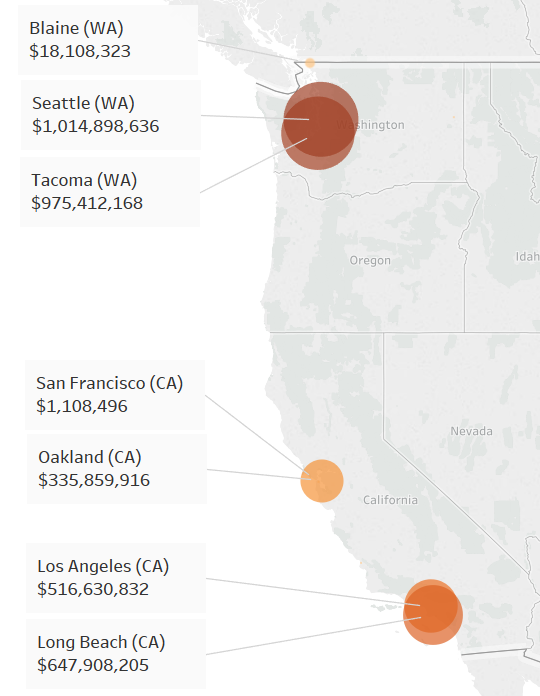 Blaine (WA)
$18,108,323
Seattle (WA)
$1,014,898,636
shington
Tacoma (WA)
$975,412,168
Oregon
Idah
San Francisco (CA)
$1,108,496
Nevada
Oakland (CA)
$335,859,916
California
Los Angeles (CA)
$516,630,832
Long Beach (CA)
$647,908,205